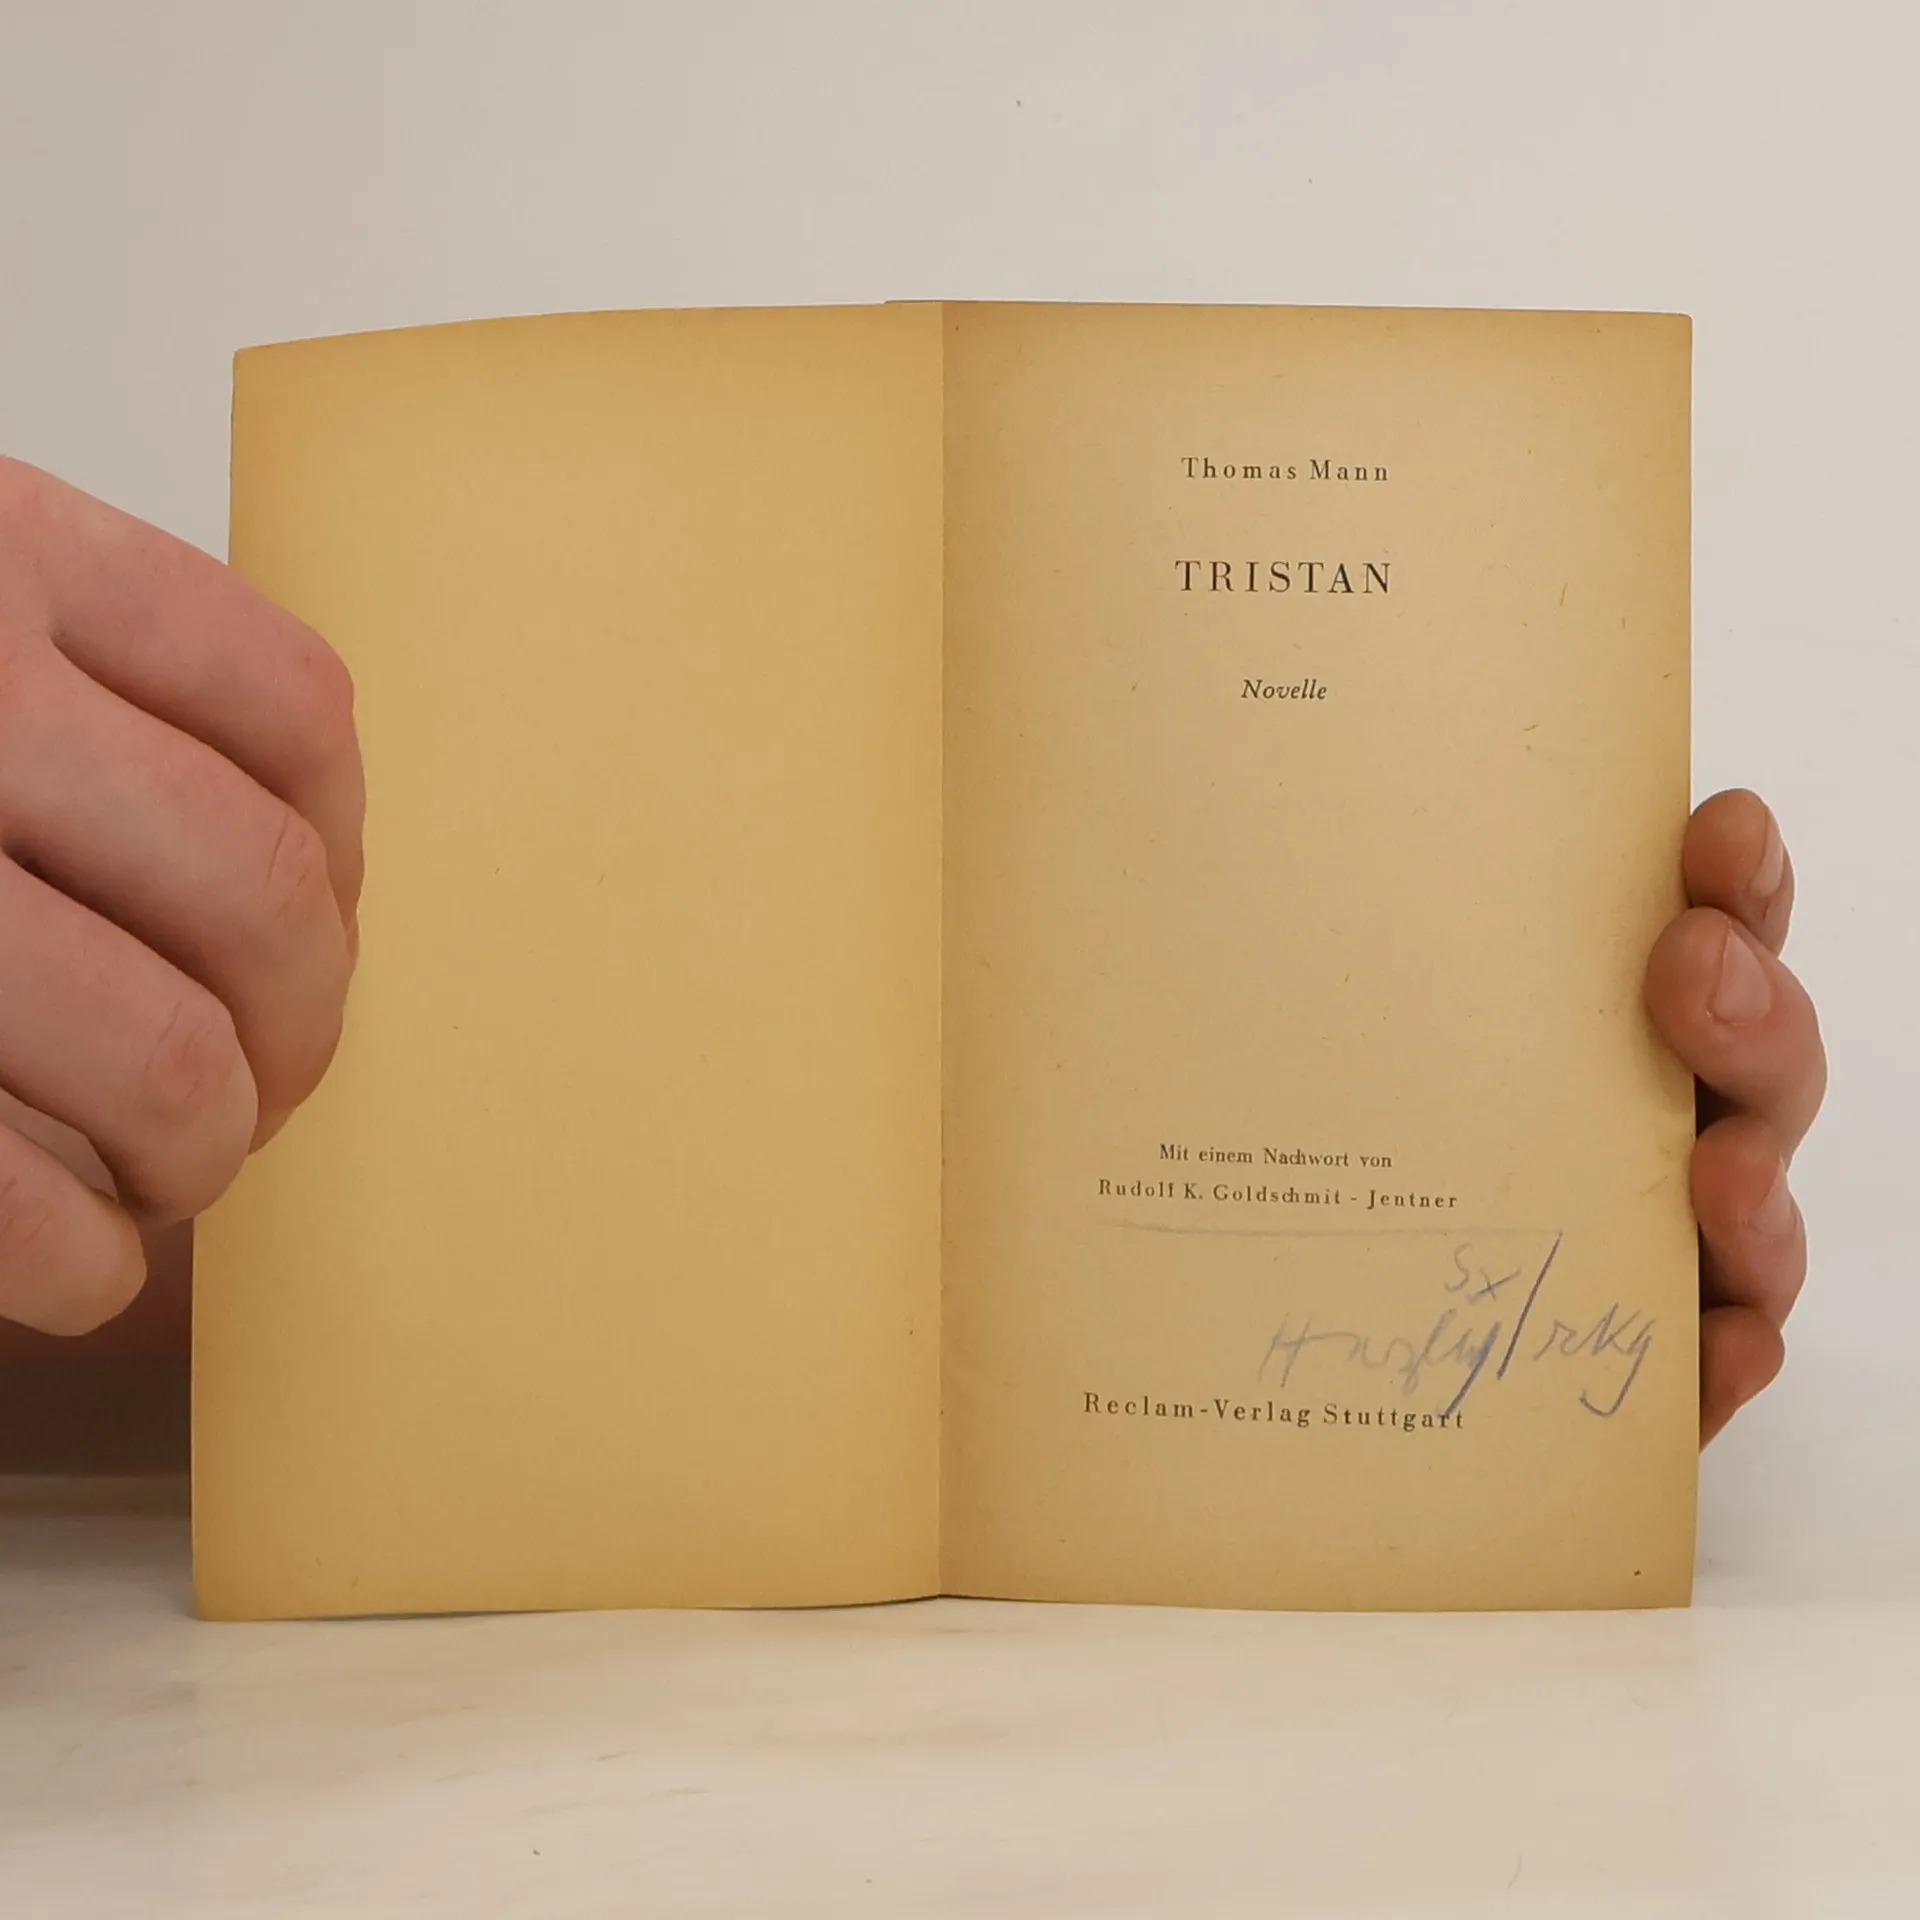 Thomas Mann
TRISTAN
Novelle
Mit einem Nachwort von
Rudolf K. Goldschmit - Jentner
Reclam-Verlag Stuttgart